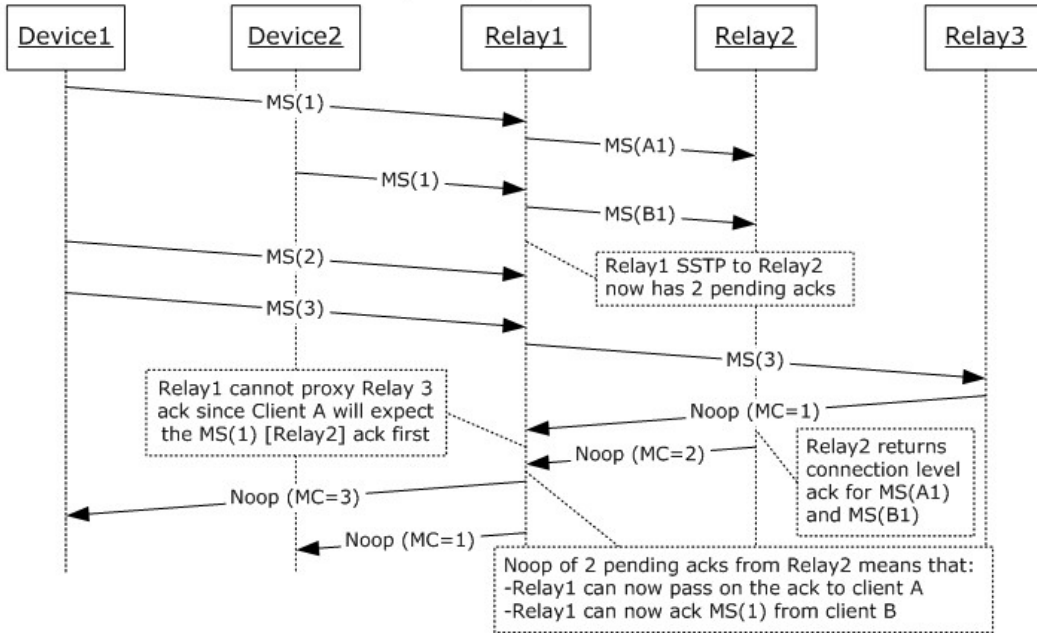 Device1
Device2
Relay1
Relay2
Relay3
MS(1)
MS(A1)
MS(1)
MS(B1)
MS(2)
Relay1 SSTP to Relay2
now has 2 pending acks
MS(3)
MS(3)
Relay1 cannot proxy Relay 3
ack since Client A will expect
the MS(1) [Relay2] ack first
Noop (MC=1)
Noop (MC=2)
Relay2 returns
connection level
ack for MS(A1)
and MS(B1)
Noop (MC=3)
Noop (MC=1)
Noop of 2 pending acks from Relay2 means that:
-Relay1 can now pass on the ack to client A
-Relay1 can now ack MS(1) from client B